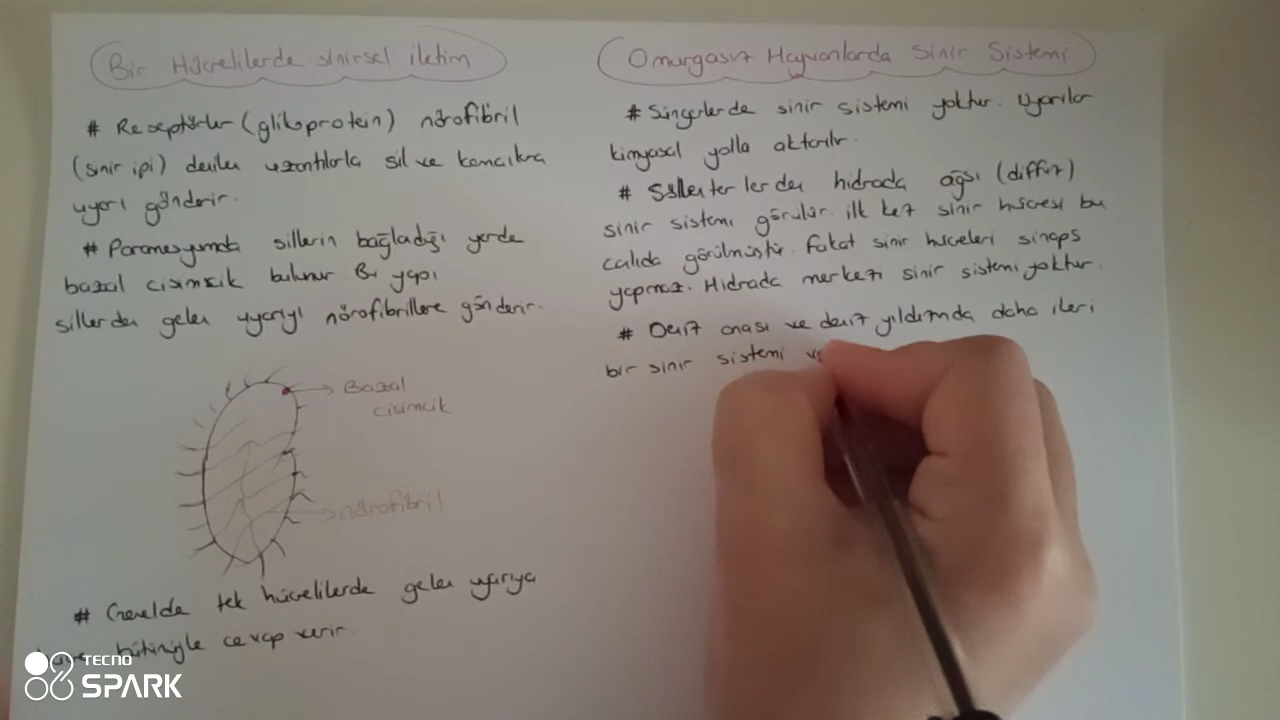 Bir Hücrelilerde sinirsel iletim
# Reseptörler (glikoprotein) nörofibril
(sinir ipi) denilen uzantılarla sil ve kamçıkra
uyarı gönderir.
# Paramesyumda sillerin bağladığı yerde
bazal cisimcik bulunur. Bu yapı
sillerden gelen uyarıyı nörofibrillere gönderir.
Bazal
cisimcik
nörofibril
# Genelde tek hücrelilerde gelen uyarıya
bütünüyle cevap verir.
Omurgasız Hayvanlarda Sinir Sistemi
# Süngerlerde sinir sistemi yoktur. Uyarılar
kimyasal yolla aktarılır.
# Sölenterlerden hidrada ağsı (diffüz)
sinir sistemi görülür. ilk kez sinir hücresi bu
calıda görülmüştür. Fakat sinir hücreleri sinaps
yapmaz. Hidrada merkezi sinir sistemi yoktur.
# Deniz anası ve deniz yıldızında daha ileri
bir sinir sistemi
TECNO
SPARK